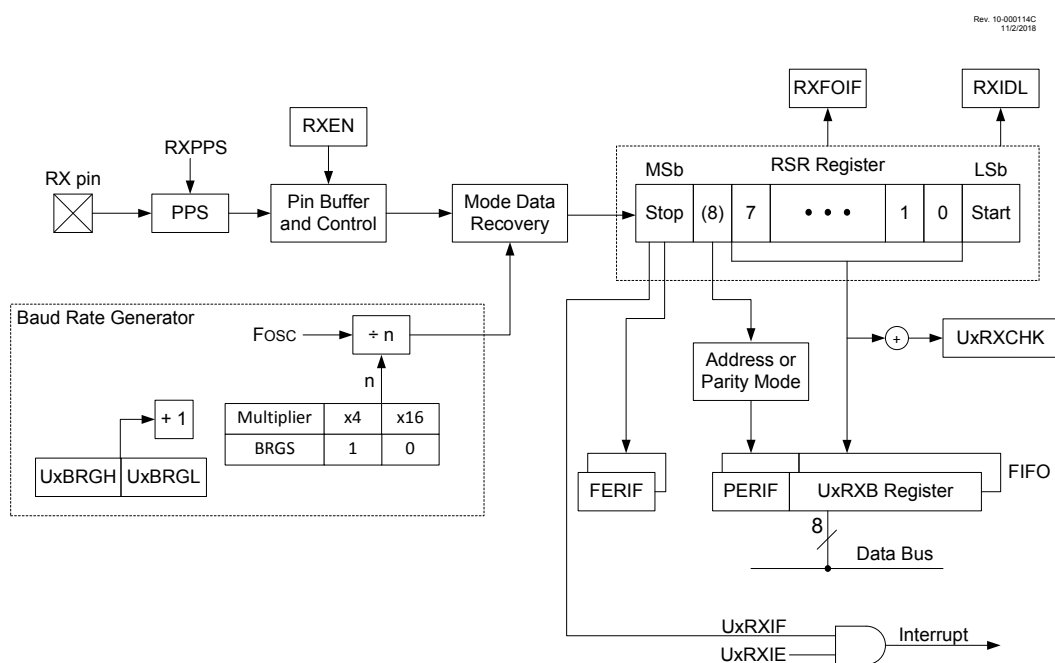 Rev. 10-000114C
11/2/2018
RXFOIF
RXIDL
RXEN
RXPPS
RX pin
PPS
Pin Buffer
and Control
Mode Data
Recovery
MSb
RSR Register
LSb
Stop (8) 7 • • • 1 0 Start
Baud Rate Generator
FOSC
÷ n
n
+ 1
Multiplier x4 x16
BRGS 1 0
UxBRGH UxBRGL
Address or
Parity Mode
+
UxRXCHK
FERIF
PERIF
UxRXB Register
FIFO
8
Data Bus
UxRXIF
UxRXIE
Interrupt